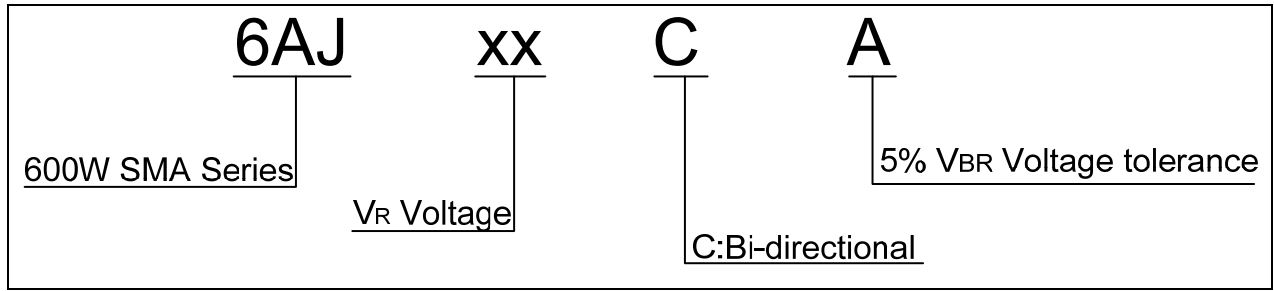 6AJ xx C A
600W SMA Series
5% VBR Voltage tolerance
VR Voltage
C:Bi-directional